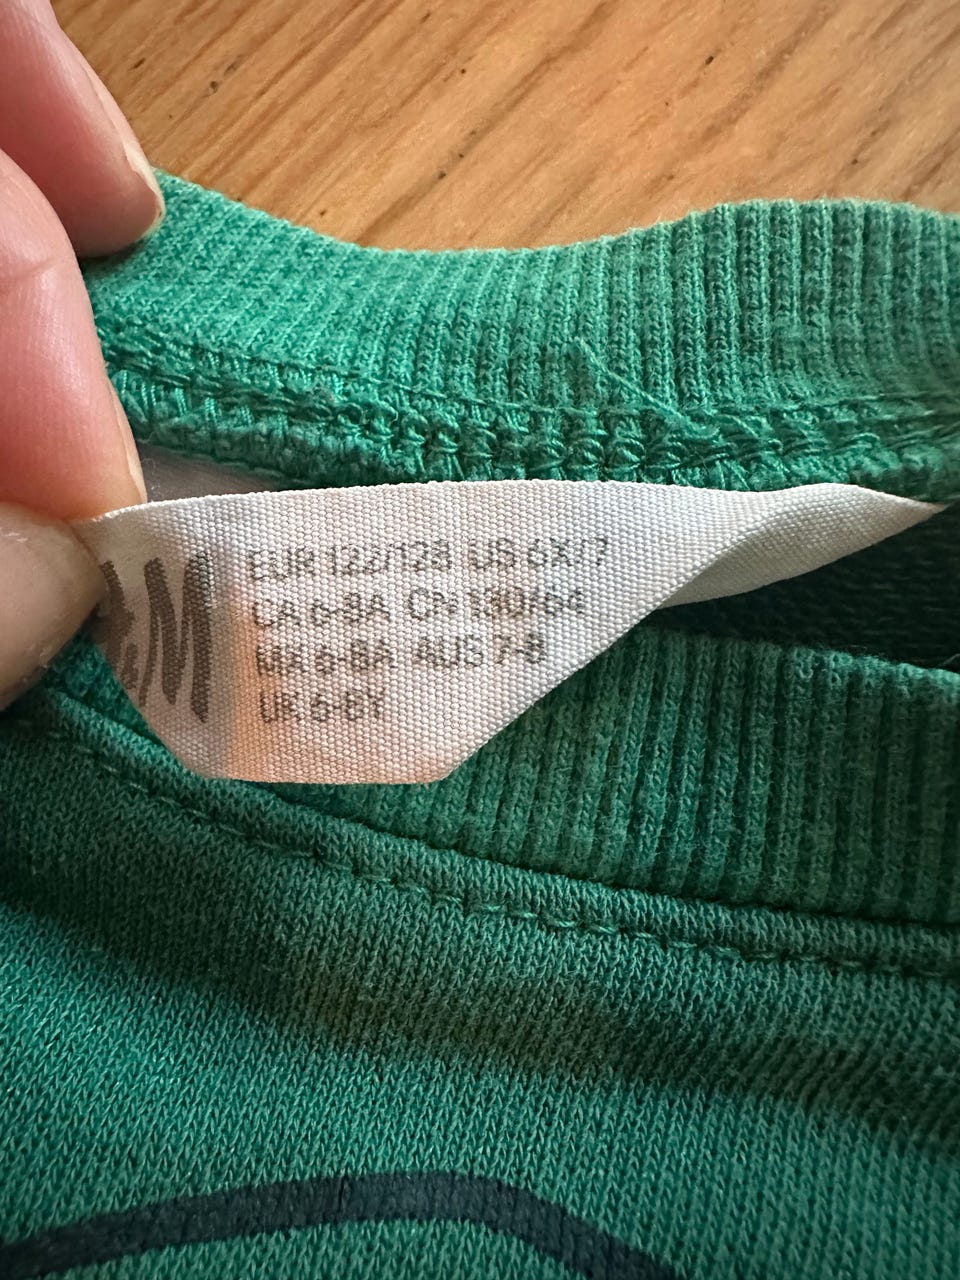 &M
EUR 122/128 US 6X/7
CA 6-8A CN 130/64
MX 6-8A AUS 7-8
UK 6-8Y